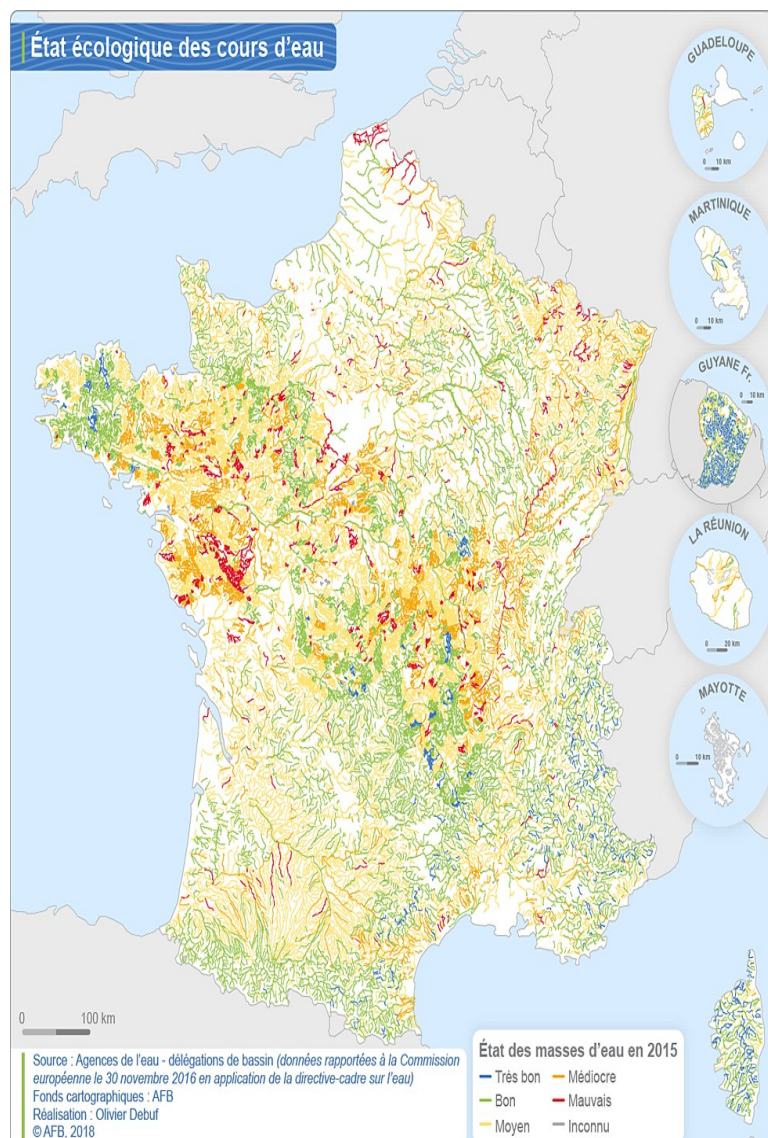 État écologique des cours d'eau
GUADELOUPE
0 10 km
MARTINIQUE
0 10 km
GUYANE Fr.
0 10 km
LA RÉUNION
0 20 km
MAYOTTE
0 10 km
0 100 km
Source : Agences de l'eau - délégations de bassin (données rapportées à la Commission
européenne le 30 novembre 2016 en application de la directive-cadre sur l'eau)
Fonds cartographiques : AFB
Réalisation : Olivier Debuf
© AFB, 2018
État des masses d'eau en 2015
Très bon
Médiocre
Bon
Mauvais
Moyen
Inconnu